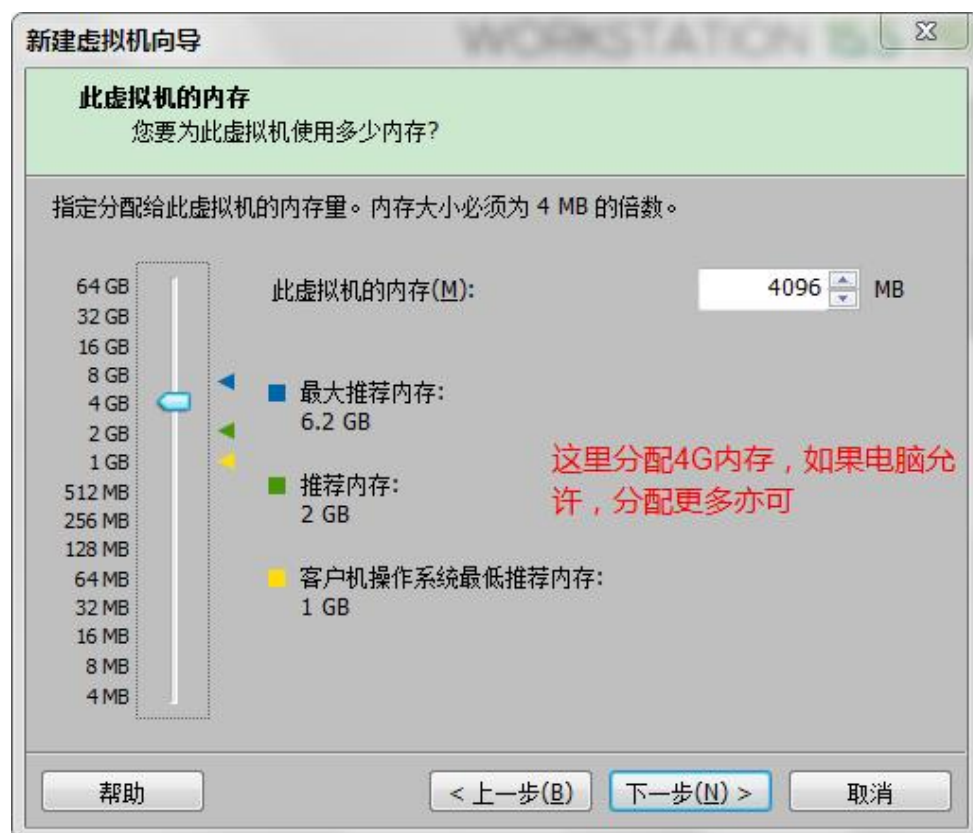 新建虚拟机向导
WORKSTATION 15
此虚拟机的内存
您要为此虚拟机使用多少内存?
指定分配给此虚拟机的内存量。内存大小必须为 4 MB 的倍数。
64 GB
32 GB
16 GB
8 GB
4 GB
2 GB
1 GB
512 MB
256 MB
128 MB
64 MB
32 MB
16 MB
8 MB
4 MB
此虚拟机的内存(M):
4096 MB
最大推荐内存:
6.2 GB
推荐内存:
2 GB
客户机操作系统最低推荐内存:
1 GB
这里分配4G内存，如果电脑允
许，分配更多亦可
帮助
< 上一步(B)
下一步(N) >
取消